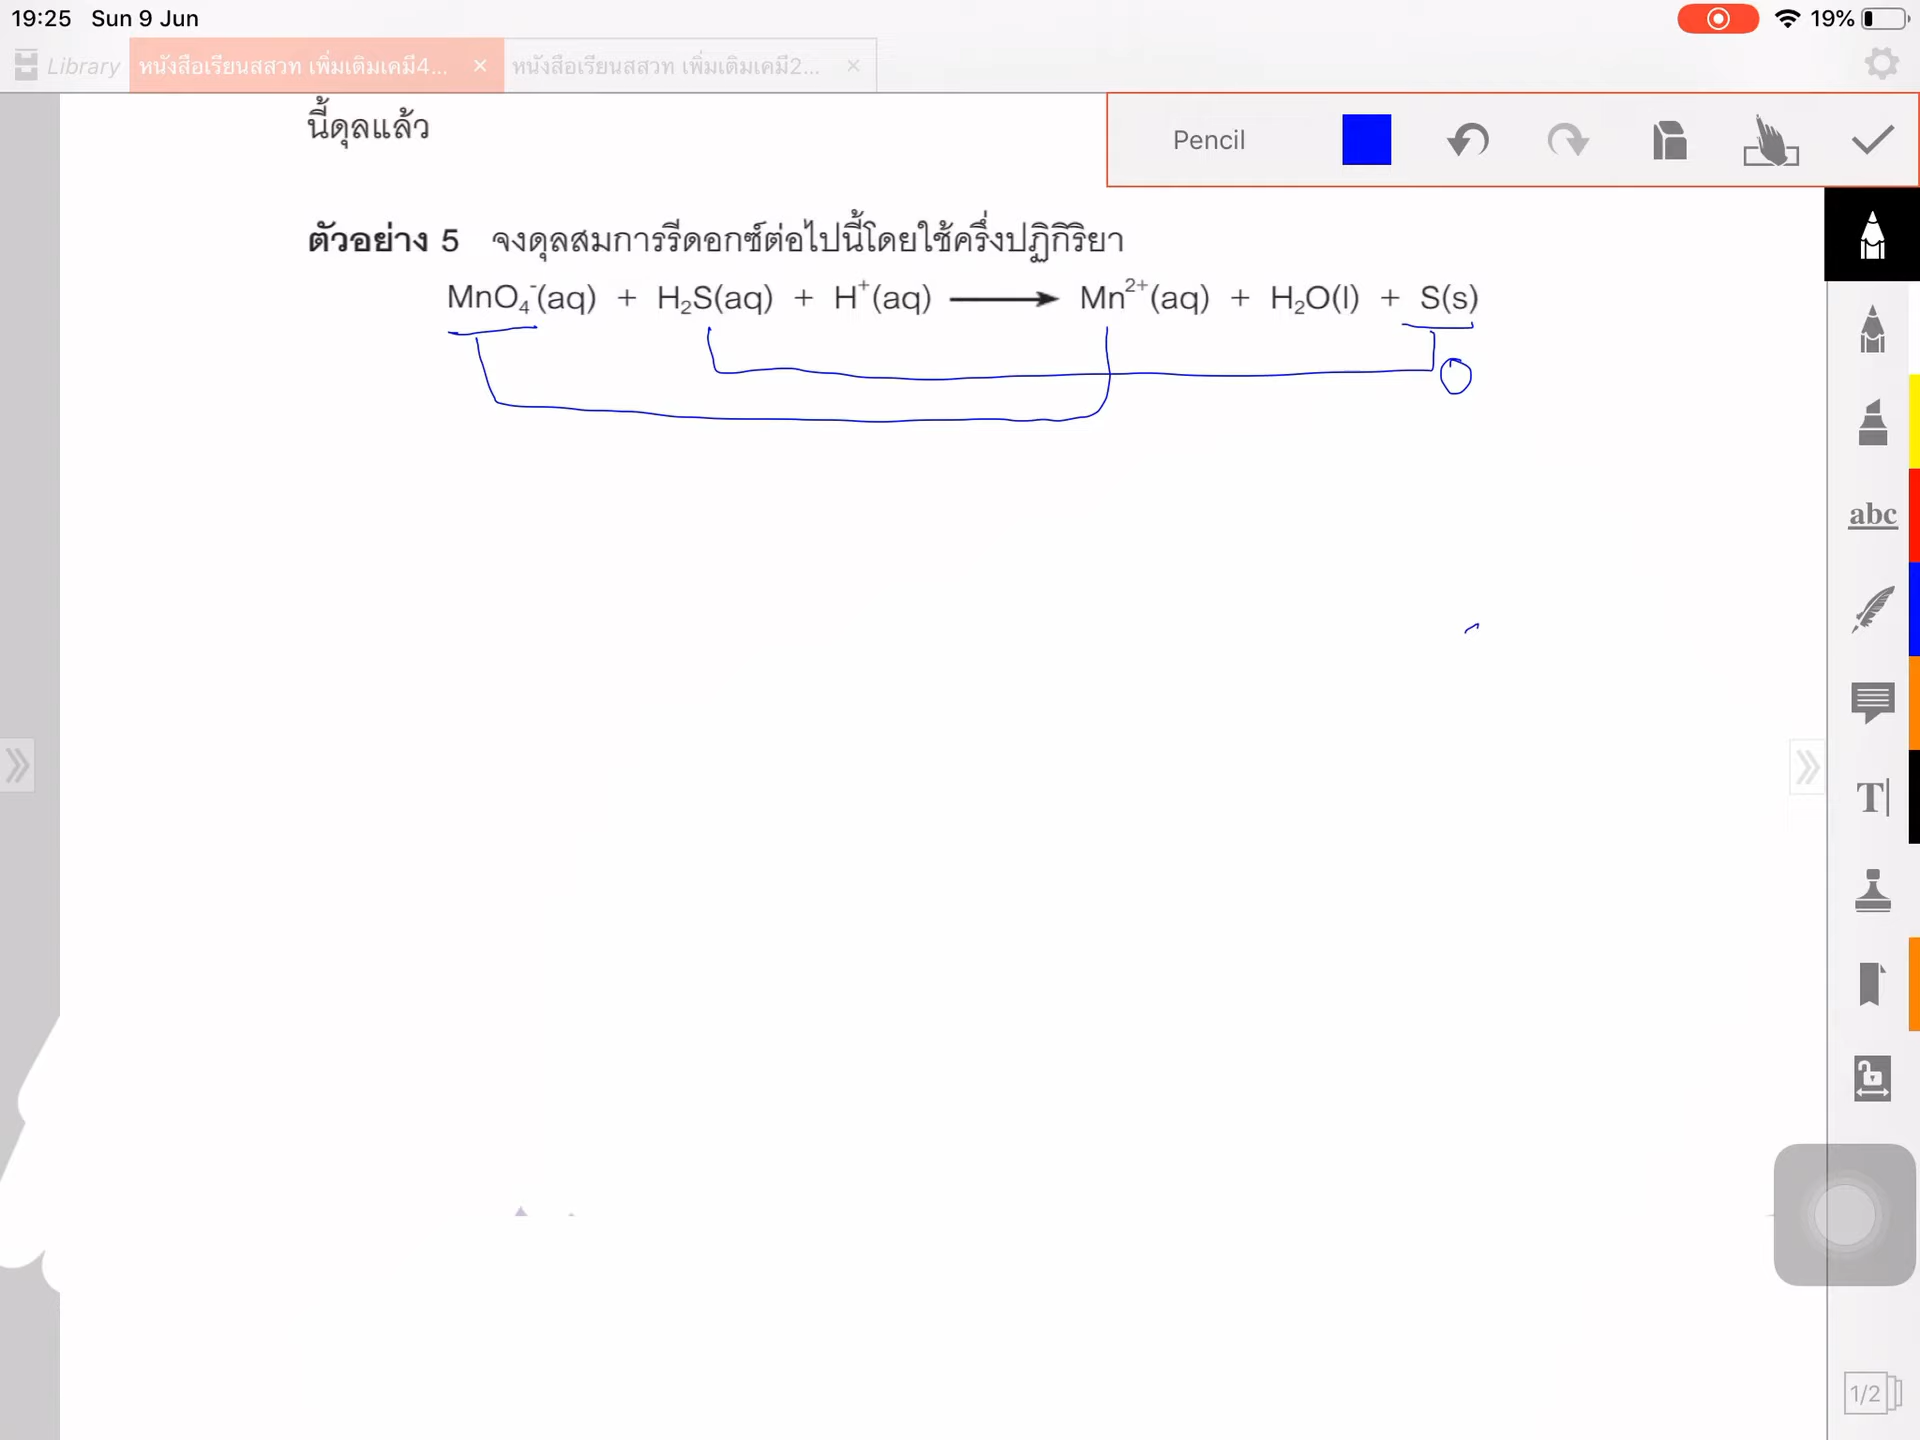 19:25 Sun 9 Jun 19%
Library หนังสือเรียนสสวท เพิ่มเติมเคมี4... × หนังสือเรียนสสวท เพิ่มเติมเคมี2... ×
นี้ดุลแล้ว
Pencil
ตัวอย่าง 5 จงดุลสมการรีดอกซ์ต่อไปนี้โดยใช้ครึ่งปฏิกิริยา
MnO₄⁻(aq) + H₂S(aq) + H⁺(aq) ⟶ Mn²⁺(aq) + H₂O(l) + S(s)
0
abc
T|
1/2